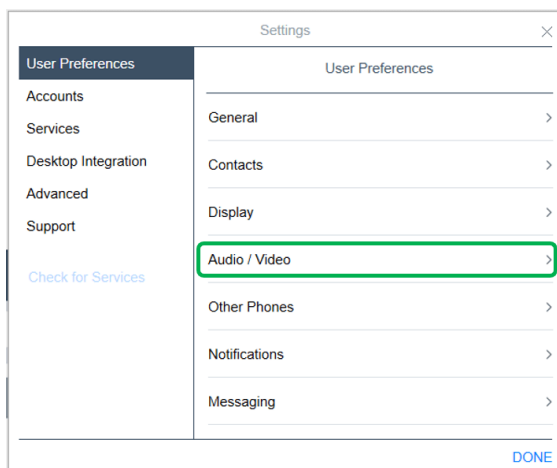 Settings
User Preferences
Accounts
Services
Desktop Integration
Advanced
Support
Check for Services
User Preferences
General
Contacts
Display
Audio / Video
Other Phones
Notifications
Messaging
DONE